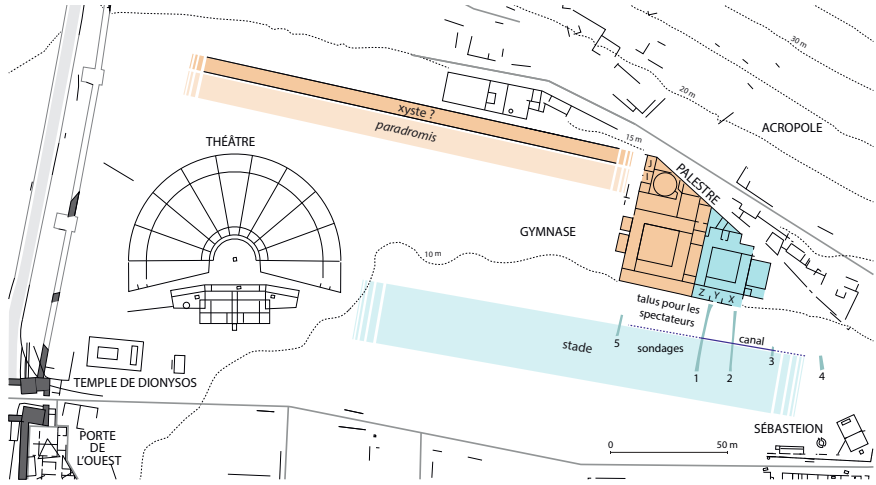 30 m
20 m
ACROPOLE
xyste ?
paradromis
15 m
THÉÂTRE
J
I
PALESTRE
GYMNASE
10 m
Z Y X
talus pour les
spectateurs
canal
stade
sondages
5
3
1
2
4
TEMPLE DE DIONYSOS
PORTE
DE
L'OUEST
SÉBASTEION
0
50 m